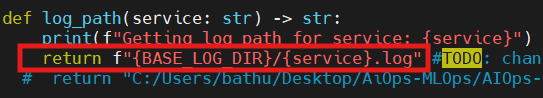 def log_path(service: str) -> str:
print(f"Getting log path for service: {service}")
return f"{BASE_LOG_DIR}/{service}.log" #TODO: chan
# return "C:/Users/bathu/Desktop/AiOps-MLOps/AIOps-